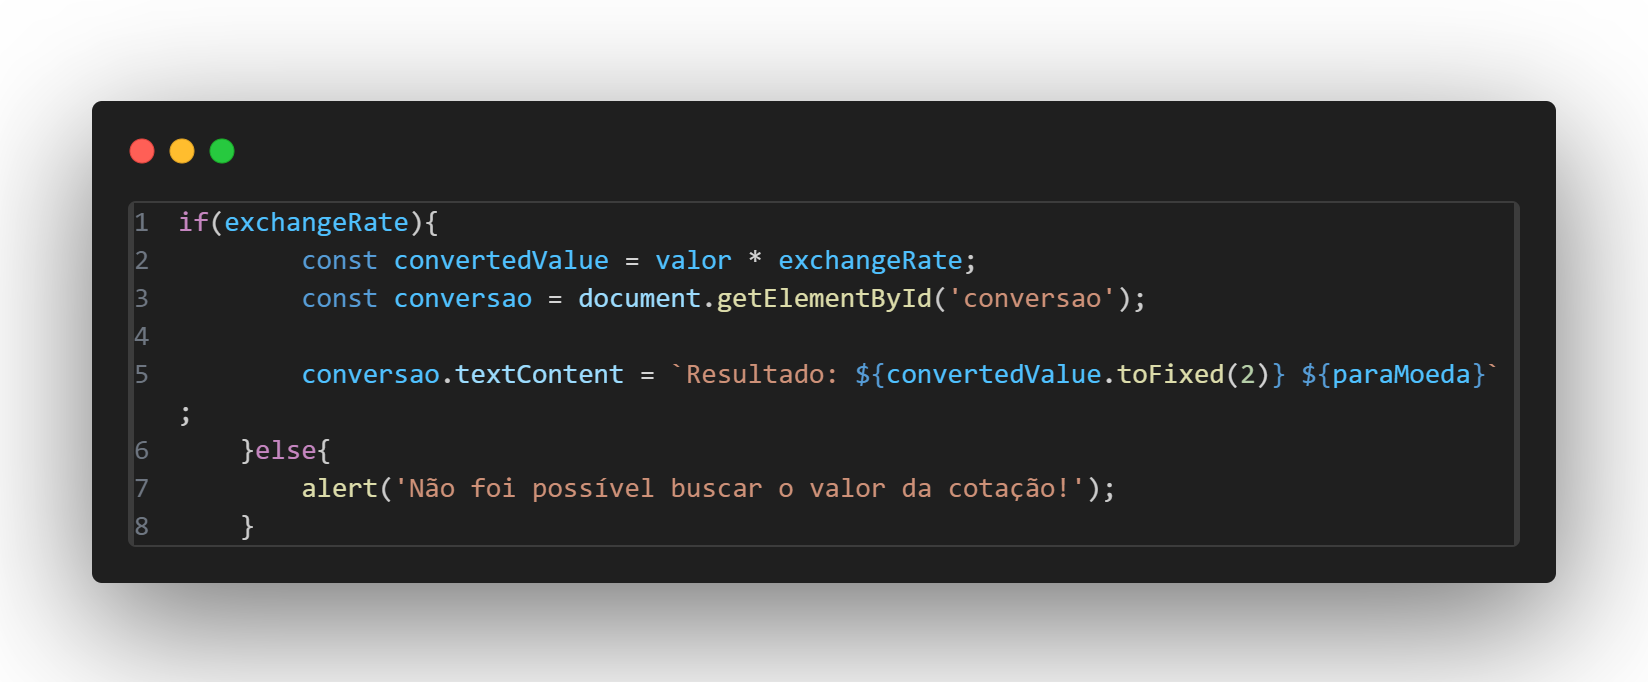 1 if(exchangeRate){
2         const convertedValue = valor * exchangeRate;
3         const conversao = document.getElementById('conversao');
4
5         conversao.textContent = `Resultado: ${convertedValue.toFixed(2)} ${paraMoeda}`
;
6     }else{
7         alert('Não foi possível buscar o valor da cotação!');
8     }